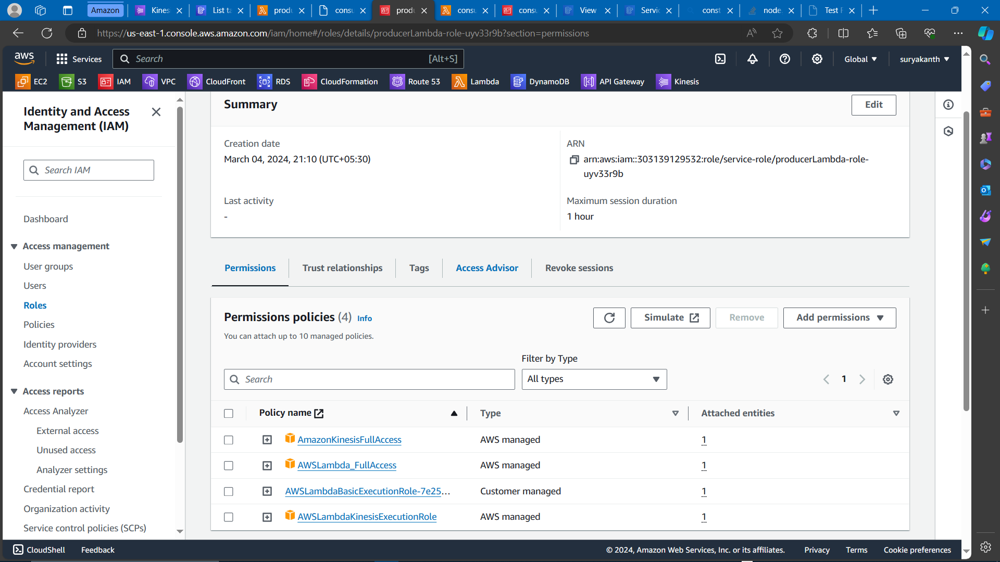 Amazon
Kines
List ta
produ
consu
produ
consu
consu
View
Servic
const
node.
Test F
https://us-east-1.console.aws.amazon.com/iam/home#/roles/details/producerLambda-role-uyv33r9b?section=permissions
aws
Services
Search
[Alt+S]
Global
suryakanth
EC2
S3
IAM
VPC
CloudFront
RDS
CloudFormation
Route 53
Lambda
DynamoDB
API Gateway
Kinesis
Identity and Access
Management (IAM)
Search IAM
Dashboard
Access management
User groups
Users
Roles
Policies
Identity providers
Account settings
Access reports
Access Analyzer
External access
Unused access
Analyzer settings
Credential report
Organization activity
Service control policies (SCPs)
Summary
Edit
Creation date
March 04, 2024, 21:10 (UTC+05:30)
ARN
arn:aws:iam::303139129532:role/service-role/producerLambda-role-
uyv33r9b
Last activity
-
Maximum session duration
1 hour
Permissions
Trust relationships
Tags
Access Advisor
Revoke sessions
Permissions policies (4) Info
You can attach up to 10 managed policies.
Simulate
Remove
Add permissions
Filter by Type
Search
All types
1
Policy name
Type
Attached entities
AmazonKinesisFullAccess
AWS managed
1
AWSLambda_FullAccess
AWS managed
1
AWSLambdaBasicExecutionRole-7e25...
Customer managed
1
AWSLambdaKinesisExecutionRole
AWS managed
1
CloudShell
Feedback
© 2024, Amazon Web Services, Inc. or its affiliates.
Privacy
Terms
Cookie preferences